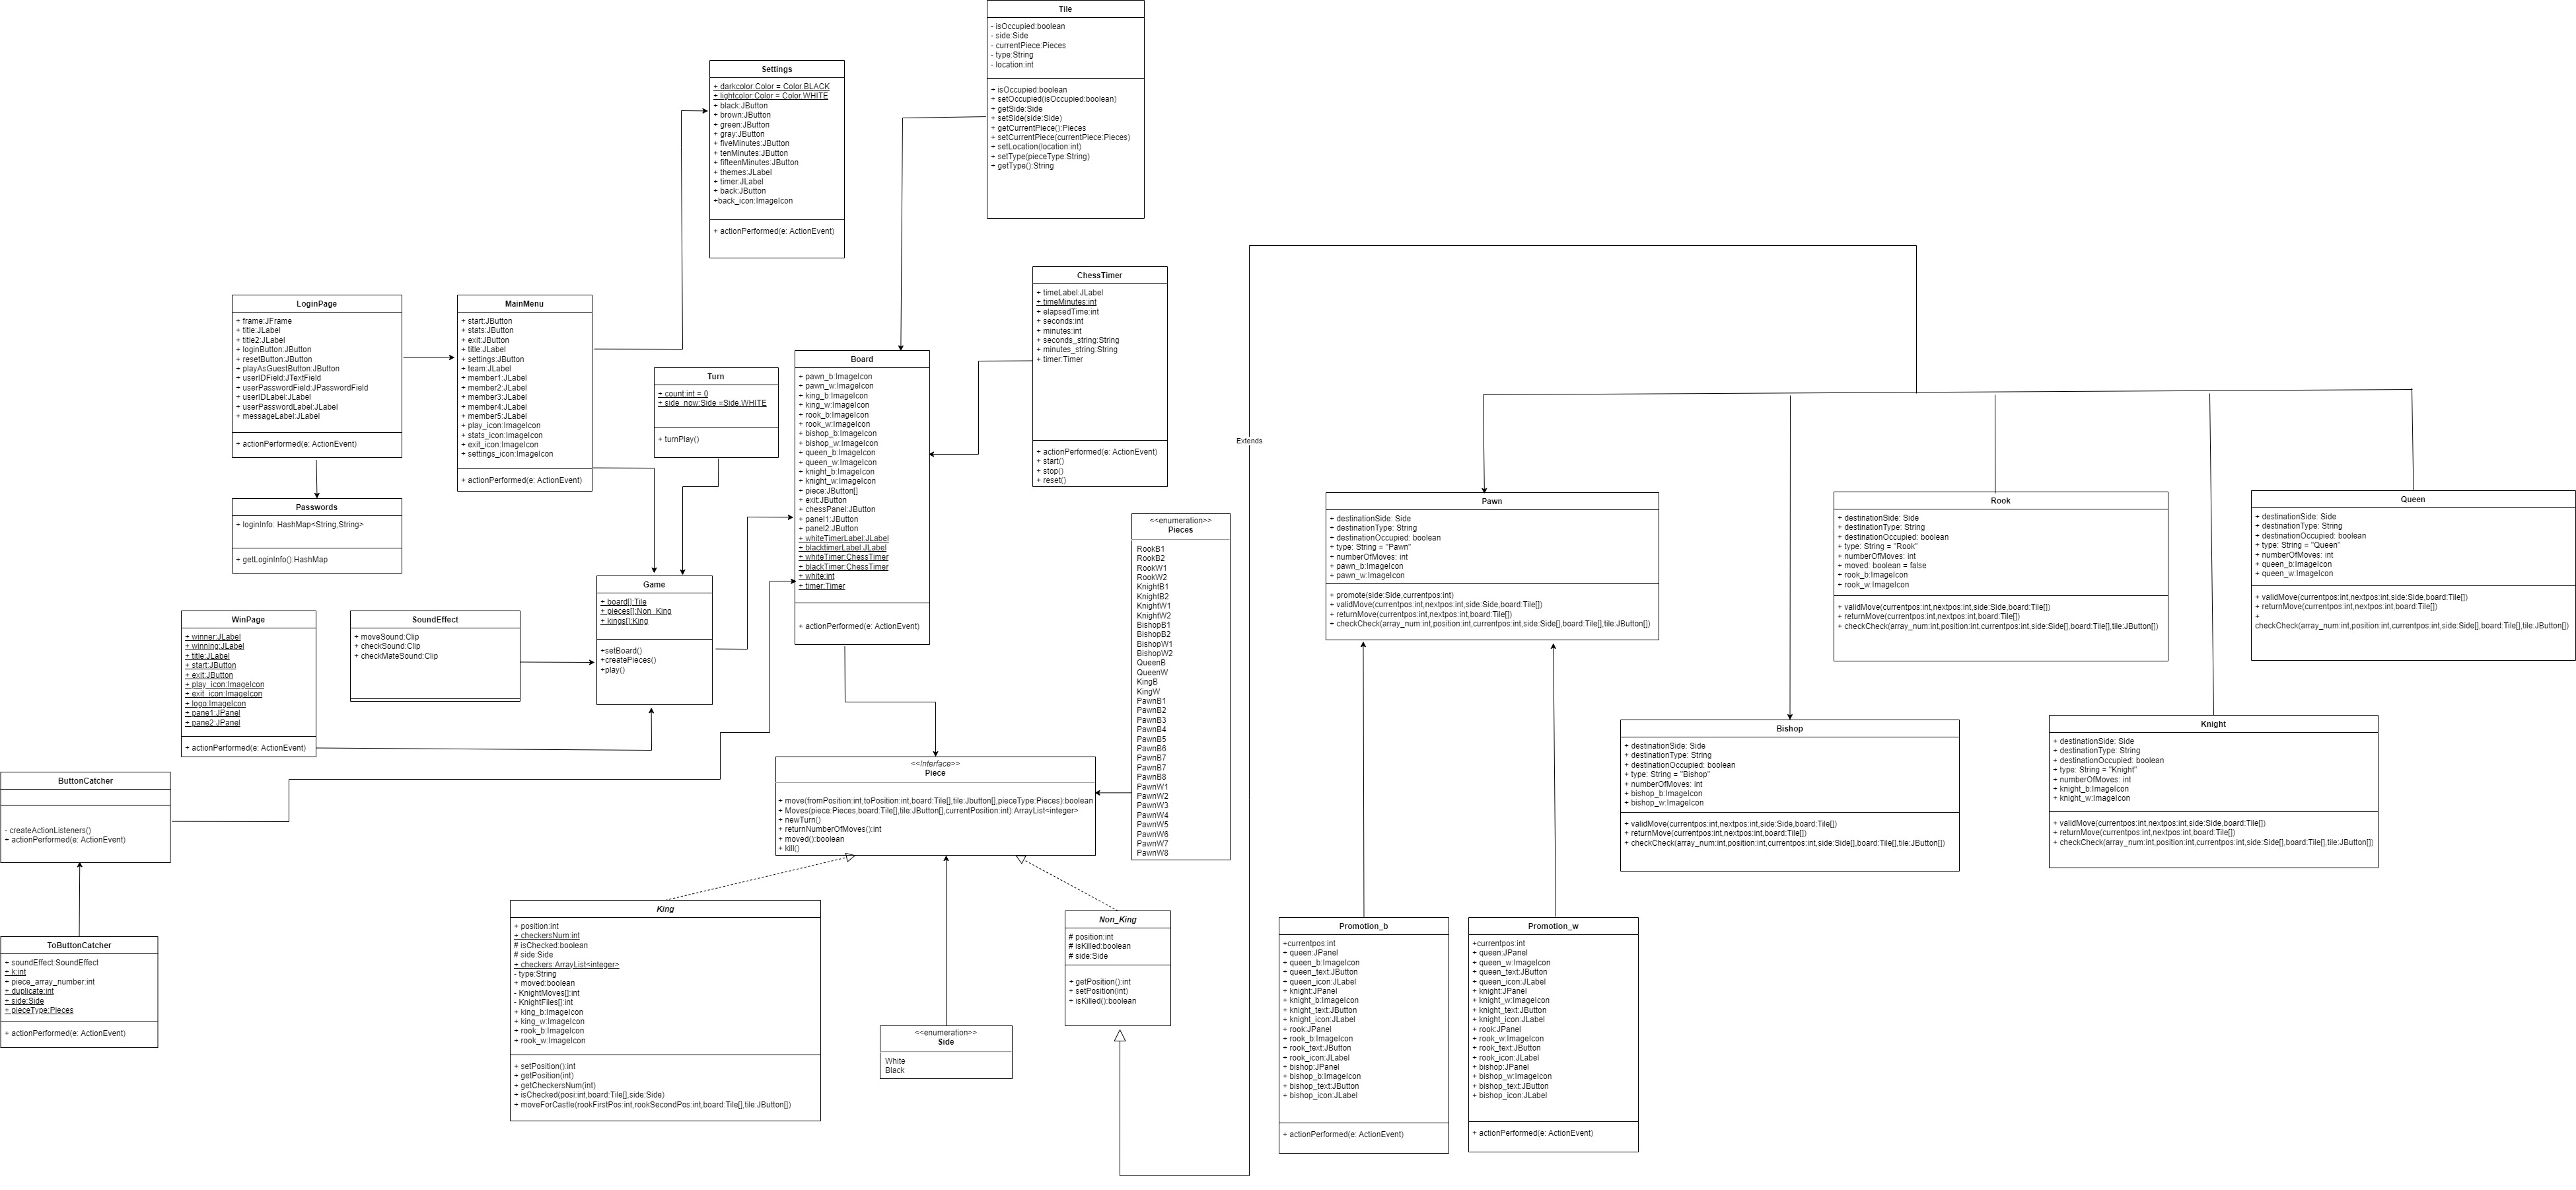 Tile
- isOccupied:boolean
- side:Side
- currentPiece:Pieces
- type:String
- location:int
+ isOccupied:boolean
+ setOccupied(isOccupied:boolean)
+ getSide:Side
+ setSide(side:Side)
+ getCurrentPiece():Pieces
+ setCurrentPiece(currentPiece:Pieces)
+ setLocation(location:int)
+ setType(pieceType:String)
+ getType():String
Settings
+ darkcolor:Color = Color.BLACK
+ lightcolor:Color = Color.WHITE
+ black:JButton
+ brown:JButton
+ green:JButton
+ gray:JButton
+ fiveMinutes:JButton
+ tenMinutes:JButton
+ fifteenMinutes:JButton
+ themes:JLabel
+ timer:JLabel
+ back:JButton
+back_icon:ImageIcon
+ actionPerformed(e: ActionEvent)
ChessTimer
+ timeLabel:JLabel
+ timeMinutes:int
+ elapsedTime:int
+ seconds:int
+ minutes:int
+ seconds_string:String
+ minutes_string:String
+ timer:Timer
+ actionPerformed(e: ActionEvent)
+ start()
+ stop()
+ reset()
LoginPage
+ frame:JFrame
+ title:JLabel
+ title2:JLabel
+ loginButton:JButton
+ resetButton:JButton
+ playAsGuestButton:JButton
+ userIDField:JTextField
+ userPasswordField:JPasswordField
+ userIDLabel:JLabel
+ userPasswordLabel:JLabel
+ messageLabel:JLabel
+ actionPerformed(e: ActionEvent)
MainMenu
+ start:JButton
+ stats:JButton
+ exit:JButton
+ title:JLabel
+ settings:JButton
+ team:JLabel
+ member1:JLabel
+ member2:JLabel
+ member3:JLabel
+ member4:JLabel
+ member5:JLabel
+ play_icon:ImageIcon
+ stats_icon:ImageIcon
+ exit_icon:ImageIcon
+ settings_icon:ImageIcon
+ actionPerformed(e: ActionEvent)
Turn
+ count:int = 0
+ side_now:Side =Side.WHITE
+ turnPlay()
Board
+ pawn_b:ImageIcon
+ pawn_w:ImageIcon
+ king_b:ImageIcon
+ king_w:ImageIcon
+ rook_b:ImageIcon
+ rook_w:ImageIcon
+ bishop_b:ImageIcon
+ bishop_w:ImageIcon
+ queen_b:ImageIcon
+ queen_w:ImageIcon
+ knight_b:ImageIcon
+ knight_w:ImageIcon
+ piece:JButton[]
+ exit:JButton
+ chessPanel:JButton
+ panel1:JButton
+ panel2:JButton
+ whiteTimerLabel:JLabel
+ blacktimerLabel:JLabel
+ whiteTimer:ChessTimer
+ blackTimer:ChessTimer
+ white:int
+ timer:Timer
+ actionPerformed(e: ActionEvent)
Extends
Passwords
+ loginInfo: HashMap<String,String>
+ getLoginInfo():HashMap
Game
+ board[]:Tile
+ pieces[]:Non_King
+ kings[]:King
+setBoard()
+createPieces()
+play()
WinPage
+ winner:JLabel
+ winning:JLabel
+ title:JLabel
+ start:JButton
+ exit:JButton
+ play_icon:ImageIcon
+ exit_icon:ImageIcon
+ logo:ImageIcon
+ pane1:JPanel
+ pane2:JPanel
+ actionPerformed(e: ActionEvent)
SoundEffect
+ moveSound:Clip
+ checkSound:Clip
+ checkMateSound:Clip
<<enumeration>>
Pieces
RookB1
RookB2
RookW1
RookW2
KnightB1
KnightB2
KnightW1
KnightW2
BishopB1
BishopB2
BishopW1
BishopW2
QueenB
QueenW
KingB
KingW
PawnB1
PawnB2
PawnB3
PawnB4
PawnB5
PawnB6
PawnB7
PawnB7
PawnB8
PawnW1
PawnW2
PawnW3
PawnW4
PawnW5
PawnW6
PawnW7
PawnW8
Pawn
+ destinationSide: Side
+ destinationType: String
+ destinationOccupied: boolean
+ type: String = "Pawn"
+ numberOfMoves: int
+ pawn_b:ImageIcon
+ pawn_w:ImageIcon
+ promote(side:Side,currentpos:int)
+ validMove(currentpos:int,nextpos:int,side:Side,board:Tile[])
+ returnMove(currentpos:int,nextpos:int,board:Tile[])
+ checkCheck(array_num:int,position:int,currentpos:int,side:Side[],board:Tile[],tile:JButton[])
Rook
+ destinationSide: Side
+ destinationType: String
+ destinationOccupied: boolean
+ type: String = "Rook"
+ numberOfMoves: int
+ moved: boolean = false
+ rook_b:ImageIcon
+ rook_w:ImageIcon
+ validMove(currentpos:int,nextpos:int,side:Side,board:Tile[])
+ returnMove(currentpos:int,nextpos:int,board:Tile[])
+ checkCheck(array_num:int,position:int,currentpos:int,side:Side[],board:Tile[],tile:JButton[])
Queen
+ destinationSide: Side
+ destinationType: String
+ destinationOccupied: boolean
+ type: String = "Queen"
+ numberOfMoves: int
+ queen_b:ImageIcon
+ queen_w:ImageIcon
+ validMove(currentpos:int,nextpos:int,side:Side,board:Tile[])
+ returnMove(currentpos:int,nextpos:int,board:Tile[])
+
checkCheck(array_num:int,position:int,currentpos:int,side:Side[],board:Tile[],tile:JButton[])
Bishop
+ destinationSide: Side
+ destinationType: String
+ destinationOccupied: boolean
+ type: String = "Bishop"
+ numberOfMoves: int
+ bishop_b:ImageIcon
+ bishop_w:ImageIcon
+ validMove(currentpos:int,nextpos:int,side:Side,board:Tile[])
+ returnMove(currentpos:int,nextpos:int,board:Tile[])
+ checkCheck(array_num:int,position:int,currentpos:int,side:Side[],board:Tile[],tile:JButton[])
Knight
+ destinationSide: Side
+ destinationType: String
+ destinationOccupied: boolean
+ type: String = "Knight"
+ numberOfMoves: int
+ knight_b:ImageIcon
+ knight_w:ImageIcon
+ validMove(currentpos:int,nextpos:int,side:Side,board:Tile[])
+ returnMove(currentpos:int,nextpos:int,board:Tile[])
+ checkCheck(array_num:int,position:int,currentpos:int,side:Side[],board:Tile[],tile:JButton[])
ButtonCatcher
- createActionListeners()
+ actionPerformed(e: ActionEvent)
<<Interface>>
Piece
+ move(fromPosition:int,toPosition:int,board:Tile[],tile:Jbutton[],pieceType:Pieces):boolean
+ Moves(piece:Pieces,board:Tile[],tile:JButton[],currentPosition:int):ArrayList<integer>
+ newTurn()
+ returnNumberOfMoves():int
+ moved():boolean
+ kill()
ToButtonCatcher
+ soundEffect:SoundEffect
+ k:int
+ piece_array_number:int
+ duplicate:int
+ side:Side
+ pieceType:Pieces
+ actionPerformed(e: ActionEvent)
King
+ position:int
+ checkersNum:int
# isChecked:boolean
# side:Side
+ checkers:ArrayList<integer>
- type:String
+ moved:boolean
- KnightMoves[]:int
- KnightFiles[]:int
+ king_b:ImageIcon
+ king_w:ImageIcon
+ rook_b:ImageIcon
+ rook_w:ImageIcon
+ setPosition():int
+ getPosition(int)
+ getCheckersNum(int)
+ isChecked(posi:int,board:Tile[],side:Side)
+ moveForCastle(rookFirstPos:int,rookSecondPos:int,board:Tile[],tile:JButton[])
<<enumeration>>
Side
White
Black
Non_King
# position:int
# isKilled:boolean
# side:Side
+ getPosition():int
+ setPosition(int)
+ isKilled():boolean
Promotion_b
+currentpos:int
+ queen:JPanel
+ queen_b:ImageIcon
+ queen_text:JButton
+ queen_icon:JLabel
+ knight:JPanel
+ knight_b:ImageIcon
+ knight_text:JButton
+ knight_icon:JLabel
+ rook:JPanel
+ rook_b:ImageIcon
+ rook_text:JButton
+ rook_icon:JLabel
+ bishop:JPanel
+ bishop_b:ImageIcon
+ bishop_text:JButton
+ bishop_icon:JLabel
+ actionPerformed(e: ActionEvent)
Promotion_w
+currentpos:int
+ queen:JPanel
+ queen_w:ImageIcon
+ queen_text:JButton
+ queen_icon:JLabel
+ knight:JPanel
+ knight_w:ImageIcon
+ knight_text:JButton
+ knight_icon:JLabel
+ rook:JPanel
+ rook_w:ImageIcon
+ rook_text:JButton
+ rook_icon:JLabel
+ bishop:JPanel
+ bishop_w:ImageIcon
+ bishop_text:JButton
+ bishop_icon:JLabel
+ actionPerformed(e: ActionEvent)